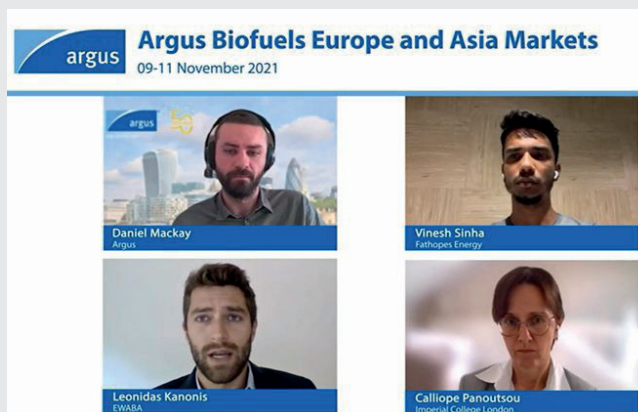 argus
Argus Biofuels Europe and Asia Markets
09-11 November 2021
argus
50
Daniel Mackay
Argus
Vinesh Sinha
Fathopes Energy
Leonidas Kanonis
EWABA
Calliope Panoutsou
Imperial College London